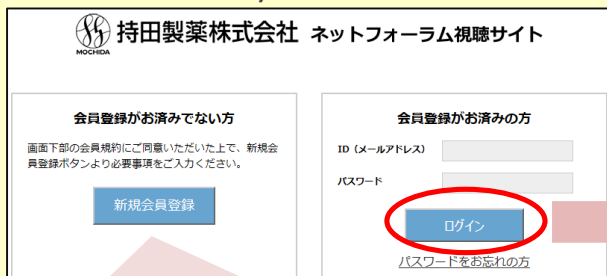 MOCHIDA
持田製薬株式会社 ネットフォーラム視聴サイト
会員登録がお済みでない方
画面下部の会員規約にご同意いただいた上で、新規会
員登録ボタンより必要事項をご入力ください。
新規会員登録
会員登録がお済みの方
ID（メールアドレス）
パスワード
ログイン
パスワードをお忘れの方